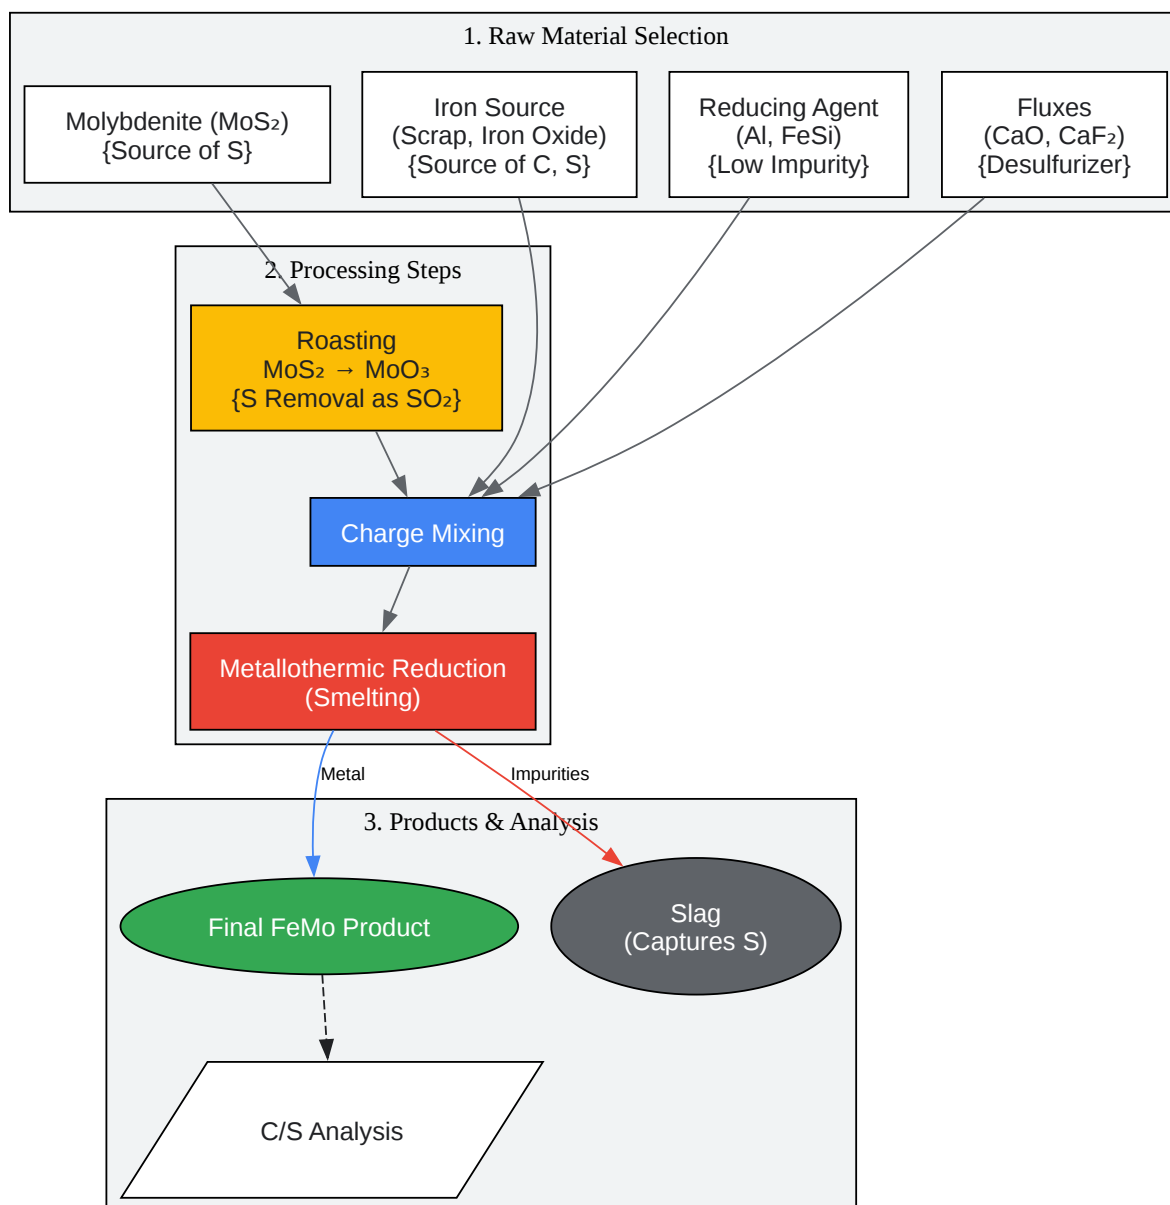 1. Raw Material Selection
Molybdenite (MoS₂)
{Source of S}
Iron Source
(Scrap, Iron Oxide)
{Source of C, S}
Reducing Agent
(Al, FeSi)
{Low Impurity}
Fluxes
(CaO, CaF₂)
{Desulfurizer}
2. Processing Steps
Roasting
MoS₂ → MoO₃
{S Removal as SO₂}
Charge Mixing
Metallothermic Reduction
(Smelting)
Metal
Impurities
3. Products & Analysis
Final FeMo Product
Slag
(Captures S)
C/S Analysis